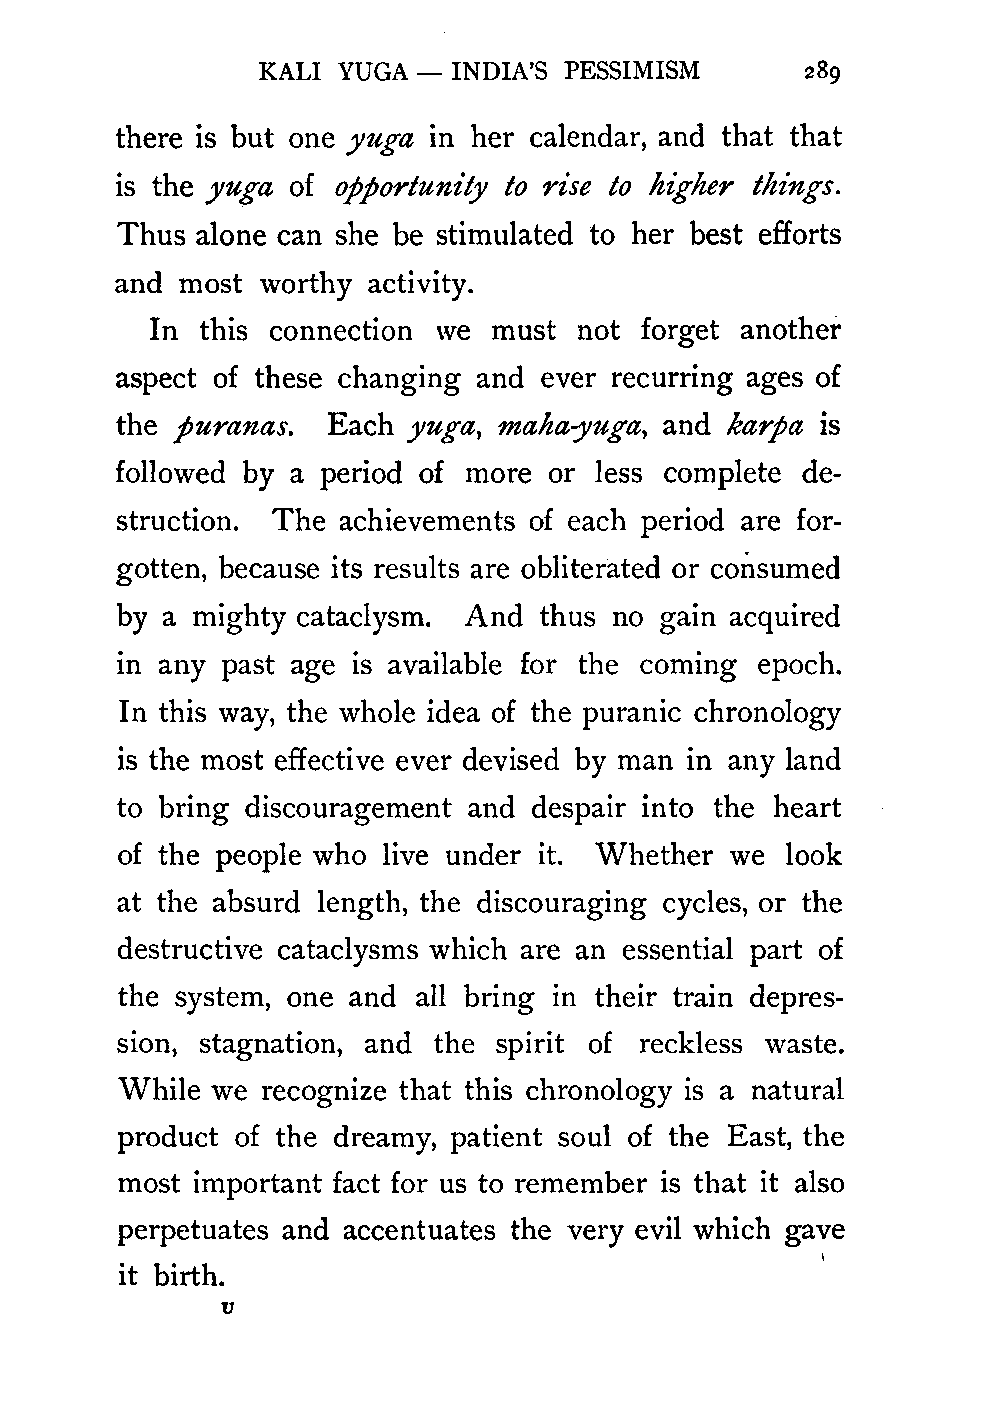 KALI YUGA — INDIA'S PESSIMISM 289
there is but one yuga in her calendar, and that that
is the yuga of opportunity to rise to higher things.
Thus alone can she be stimulated to her best efforts
and most worthy activity.
In this connection we must not forget another
aspect of these changing and ever recurring ages of
the puranas. Each yuga, maha-yuga, and karpa is
followed by a period of more or less complete de-
struction. The achievements of each period are for-
gotten, because its results are obliterated or consumed
by a mighty cataclysm. And thus no gain acquired
in any past age is available for the coming epoch.
In this way, the whole idea of the puranic chronology
is the most effective ever devised by man in any land
to bring discouragement and despair into the heart
of the people who live under it. Whether we look
at the absurd length, the discouraging cycles, or the
destructive cataclysms which are an essential part of
the system, one and all bring in their train depres-
sion, stagnation, and the spirit of reckless waste.
While we recognize that this chronology is a natural
product of the dreamy, patient soul of the East, the
most important fact for us to remember is that it also
perpetuates and accentuates the very evil which gave
it birth.
U